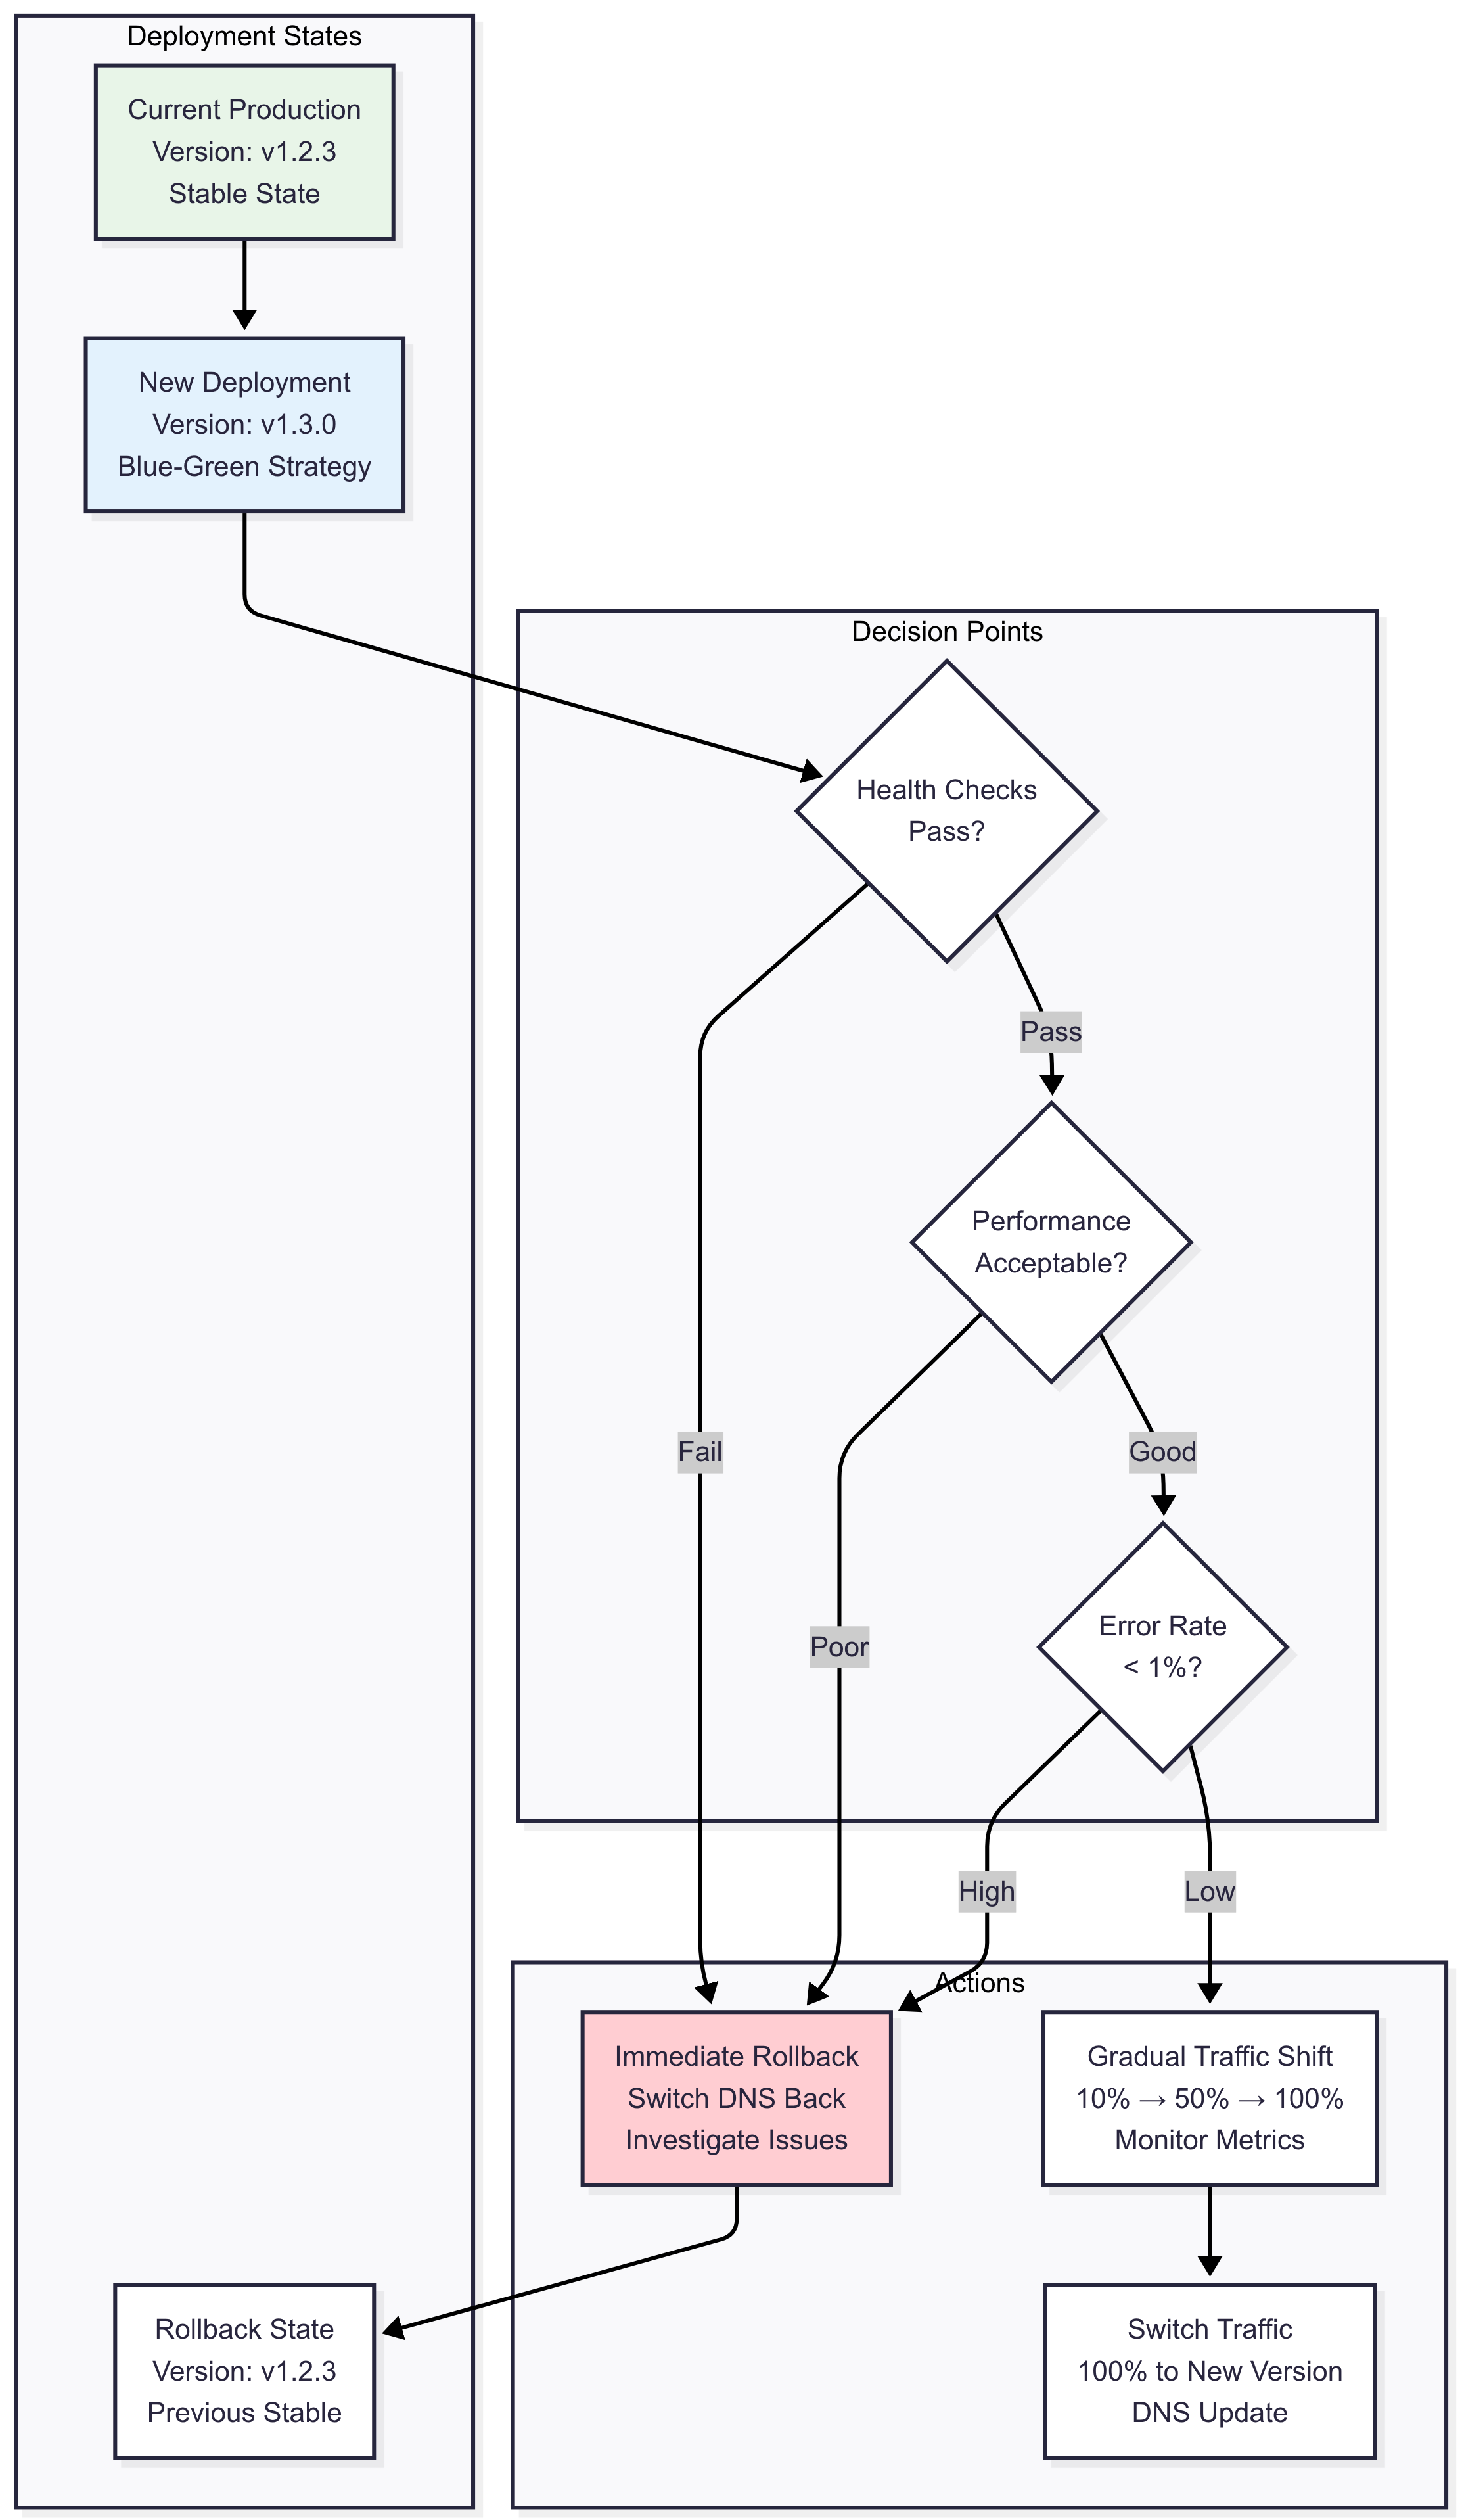 Deployment States
Current Production
Version: v1.2.3
Stable State
New Deployment
Version: v1.3.0
Blue-Green Strategy
Decision Points
Health Checks
Pass?
Pass
Performance
Acceptable?
Fail
Good
Poor
Error Rate
< 1%?
High
Low
Actions
Immediate Rollback
Switch DNS Back
Investigate Issues
Gradual Traffic Shift
10% → 50% → 100%
Monitor Metrics
Rollback State
Version: v1.2.3
Previous Stable
Switch Traffic
100% to New Version
DNS Update